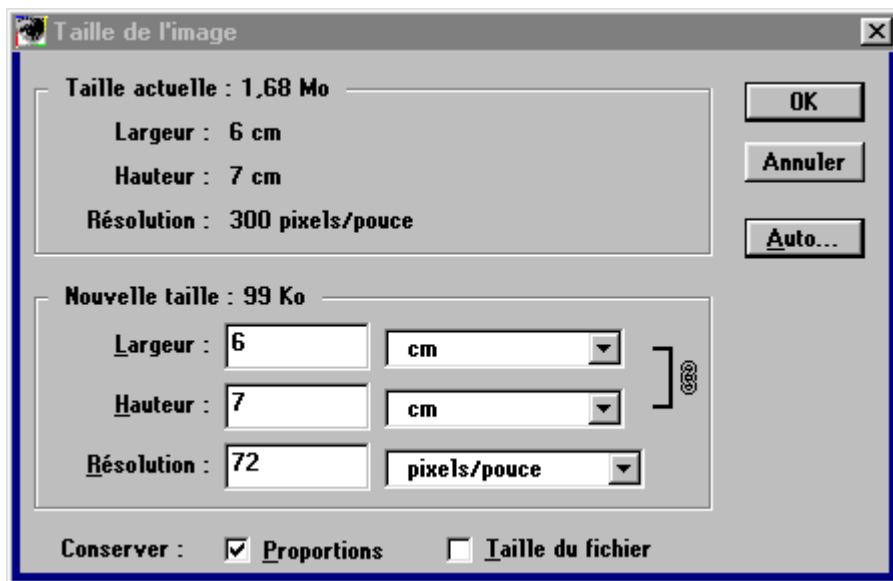 Taille de l'image
Taille actuelle : 1,68 Mo
Largeur : 6 cm
Hauteur : 7 cm
Résolution : 300 pixels/pouce
OK
Annuler
Auto...
Nouvelle taille : 99 Ko
Largeur : 6 cm
Hauteur : 7 cm
Résolution : 72 pixels/pouce
Conserver : Proportions Taille du fichier